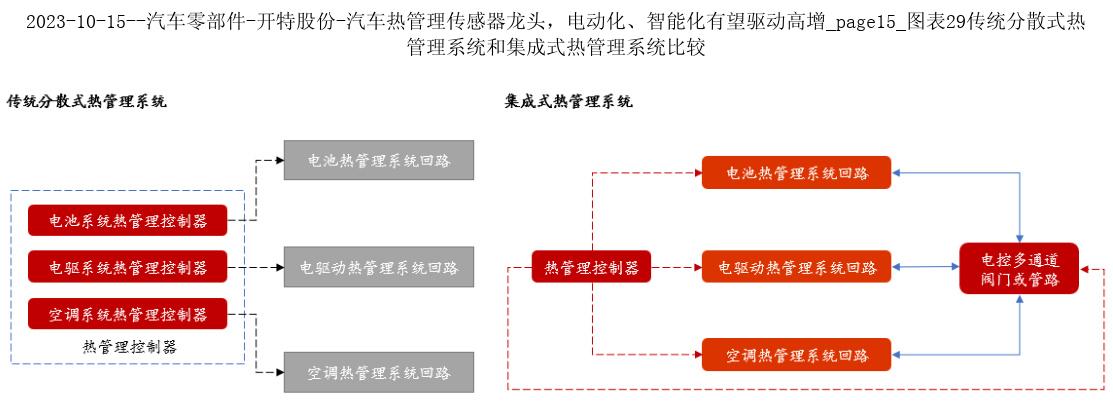 2023-10-15--汽车零部件-开特股份-汽车热管理传感器龙头，电动化、智能化有望驱动高增_page15_图表29传统分散式热
管理系统和集成式热管理系统比较
传统分散式热管理系统
电池热管理系统回路
电池系统热管理控制器
电驱系统热管理控制器
电驱动热管理系统回路
空调系统热管理控制器
热管理控制器
空调热管理系统回路
集成式热管理系统
电池热管理系统回路
热管理控制器
电驱动热管理系统回路
电控多通道
阀门或管路
空调热管理系统回路